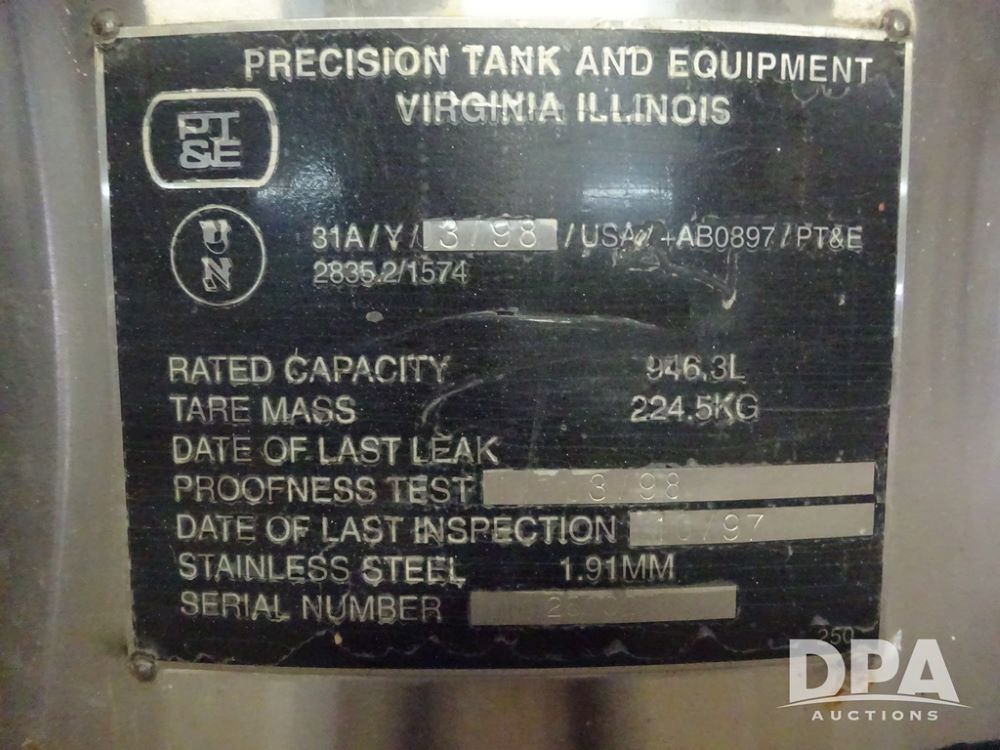 PRECISION TANK AND EQUIPMENT
VIRGINIA ILLINOIS
PT
&E
UN
31A/Y/ 3/98 /USA/+AB0897/PT&E
2835.2/1574
RATED CAPACITY 946.3L
TARE MASS 224.5KG
DATE OF LAST LEAK
PROOFNESS TEST 3/98
DATE OF LAST INSPECTION 10/97
STAINLESS STEEL 1.91MM
SERIAL NUMBER
250
DPA
AUCTIONS